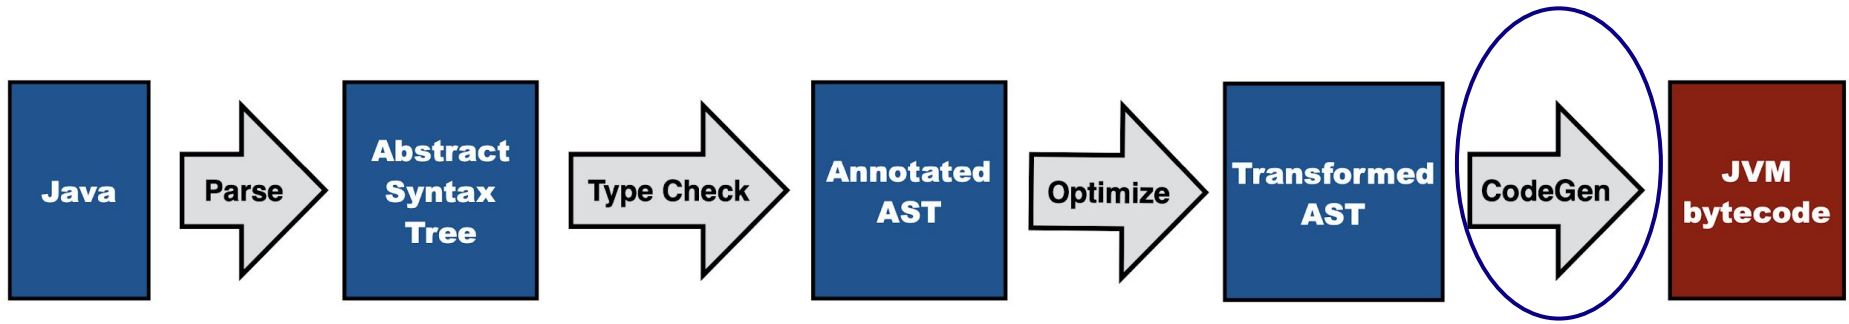 Java
Parse
Abstract
Syntax
Tree
Type Check
Annotated
AST
Optimize
Transformed
AST
CodeGen
JVM
bytecode